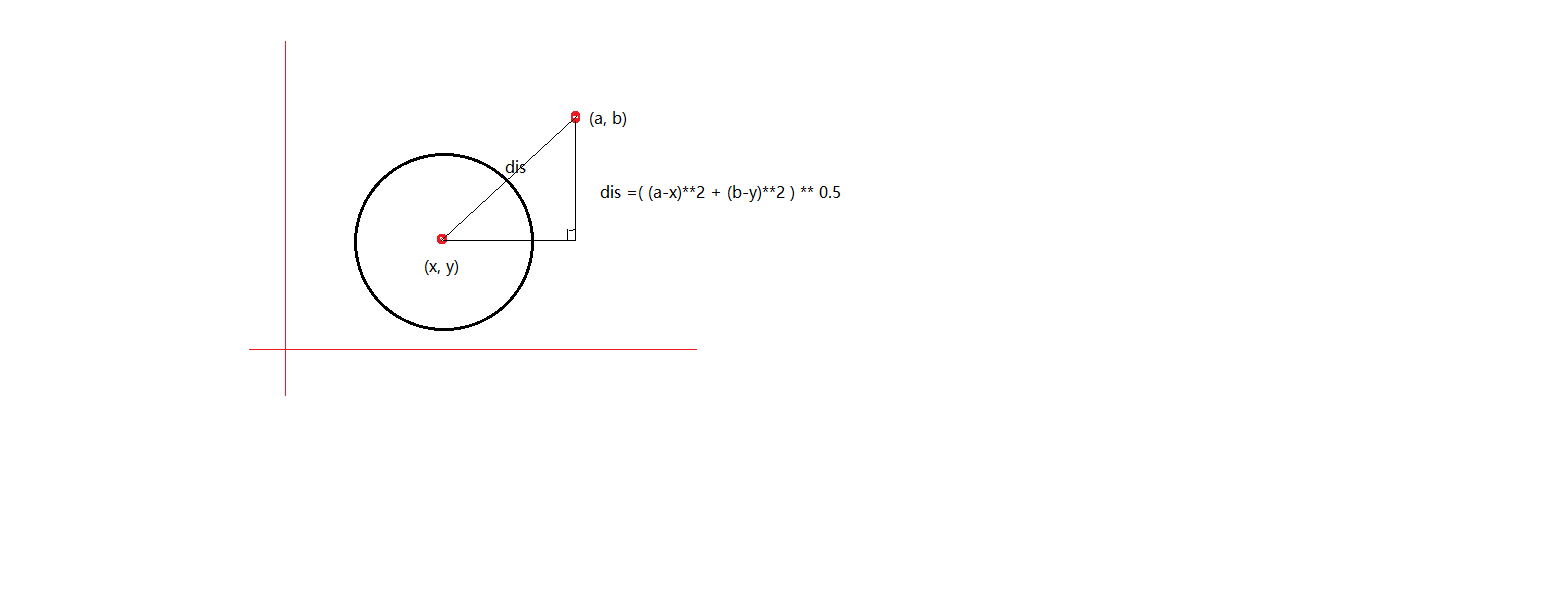 (a, b)
dis
dis =( (a-x)**2 + (b-y)**2 ) ** 0.5
(x, y)